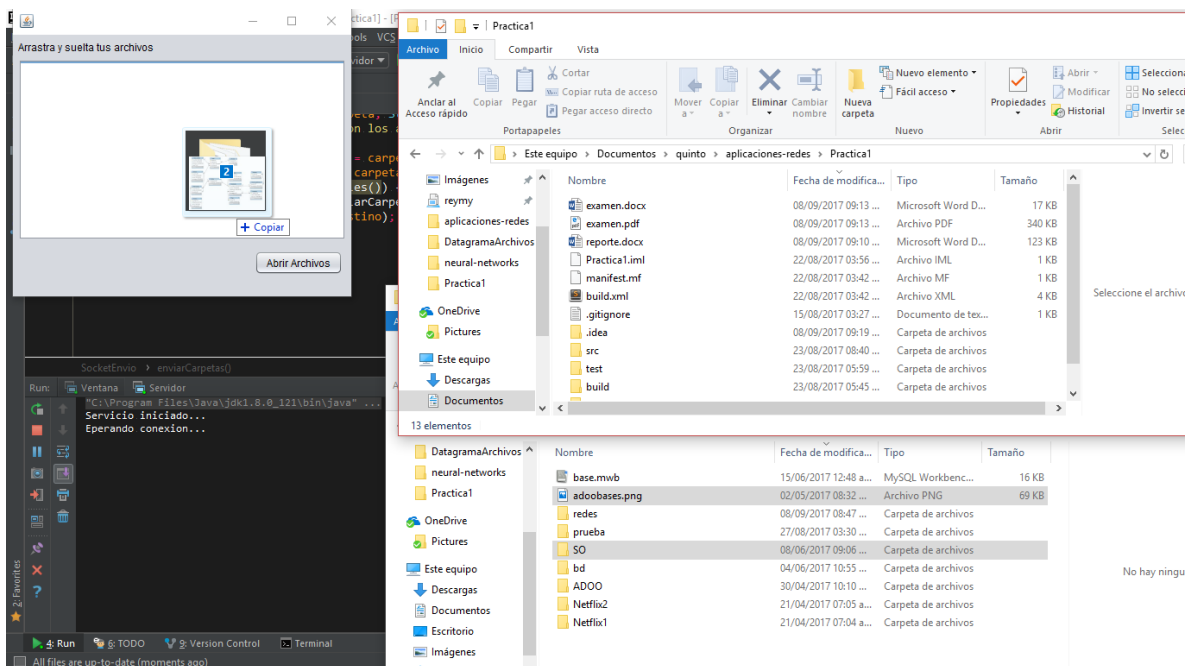 Arrastra y suelta tus archivos
2
+ Copiar
Abrir Archivos
ctica1] - [P
ools VCS
vidor
on los a
= carpe
carpeta
les())
iarCarpe
stino);
SocketEnvio > enviarCarpetas()
Run: Ventana Servidor
"C:\Program Files\Java\jdk1.8.0_121\bin\java" ...
Servicio iniciado...
Eperando conexion...
2: Favorites
4: Run 6: TODO 9: Version Control Terminal
All files are up-to-date (moments ago)
Practica1
Archivo Inicio Compartir Vista
Anclar al Acceso rápido
Copiar
Pegar
Cortar
Copiar ruta de acceso
Pegar acceso directo
Portapapeles
Mover a
Copiar a
Eliminar
Cambiar nombre
Organizar
Nueva carpeta
Nuevo elemento
Fácil acceso
Nuevo
Propiedades
Abrir
Modificar
Historial
Abrir
Selecciona
No selecci
Invertir se
Selec
Este equipo > Documentos > quinto > aplicaciones-redes > Practica1
Imágenes
reymy
aplicaciones-redes
DatagramaArchivos
neural-networks
Practica1
OneDrive
Pictures
Este equipo
Descargas
Documentos
Nombre Fecha de modifica... Tipo Tamaño
examen.docx 08/09/2017 09:13 ... Microsoft Word D... 17 KB
examen.pdf 08/09/2017 09:13 ... Archivo PDF 340 KB
reporte.docx 08/09/2017 09:10 ... Microsoft Word D... 123 KB
Practica1.iml 22/08/2017 03:56 ... Archivo IML 1 KB
manifest.mf 22/08/2017 03:42 ... Archivo MF 1 KB
build.xml 22/08/2017 03:42 ... Archivo XML 4 KB
.gitignore 15/08/2017 03:27 ... Documento de tex... 1 KB
.idea 08/09/2017 09:19 ... Carpeta de archivos
src 23/08/2017 08:40 ... Carpeta de archivos
test 23/08/2017 05:59 ... Carpeta de archivos
build 23/08/2017 05:45 ... Carpeta de archivos
Seleccione el archivo
13 elementos
DatagramaArchivos
neural-networks
Practica1
OneDrive
Pictures
Este equipo
Descargas
Documentos
Escritorio
Imágenes
Nombre Fecha de modifica... Tipo Tamaño
base.mwb 15/06/2017 12:48 a... MySQL Workbenc... 16 KB
adoobases.png 02/05/2017 08:32 ... Archivo PNG 69 KB
redes 08/09/2017 08:47 ... Carpeta de archivos
prueba 27/08/2017 03:30 ... Carpeta de archivos
SO 08/06/2017 09:06 ... Carpeta de archivos
bd 04/06/2017 10:55 ... Carpeta de archivos
ADOO 30/04/2017 10:10 ... Carpeta de archivos
Netflix2 21/04/2017 07:05 a... Carpeta de archivos
Netflix1 21/04/2017 07:04 a... Carpeta de archivos
No hay ningu